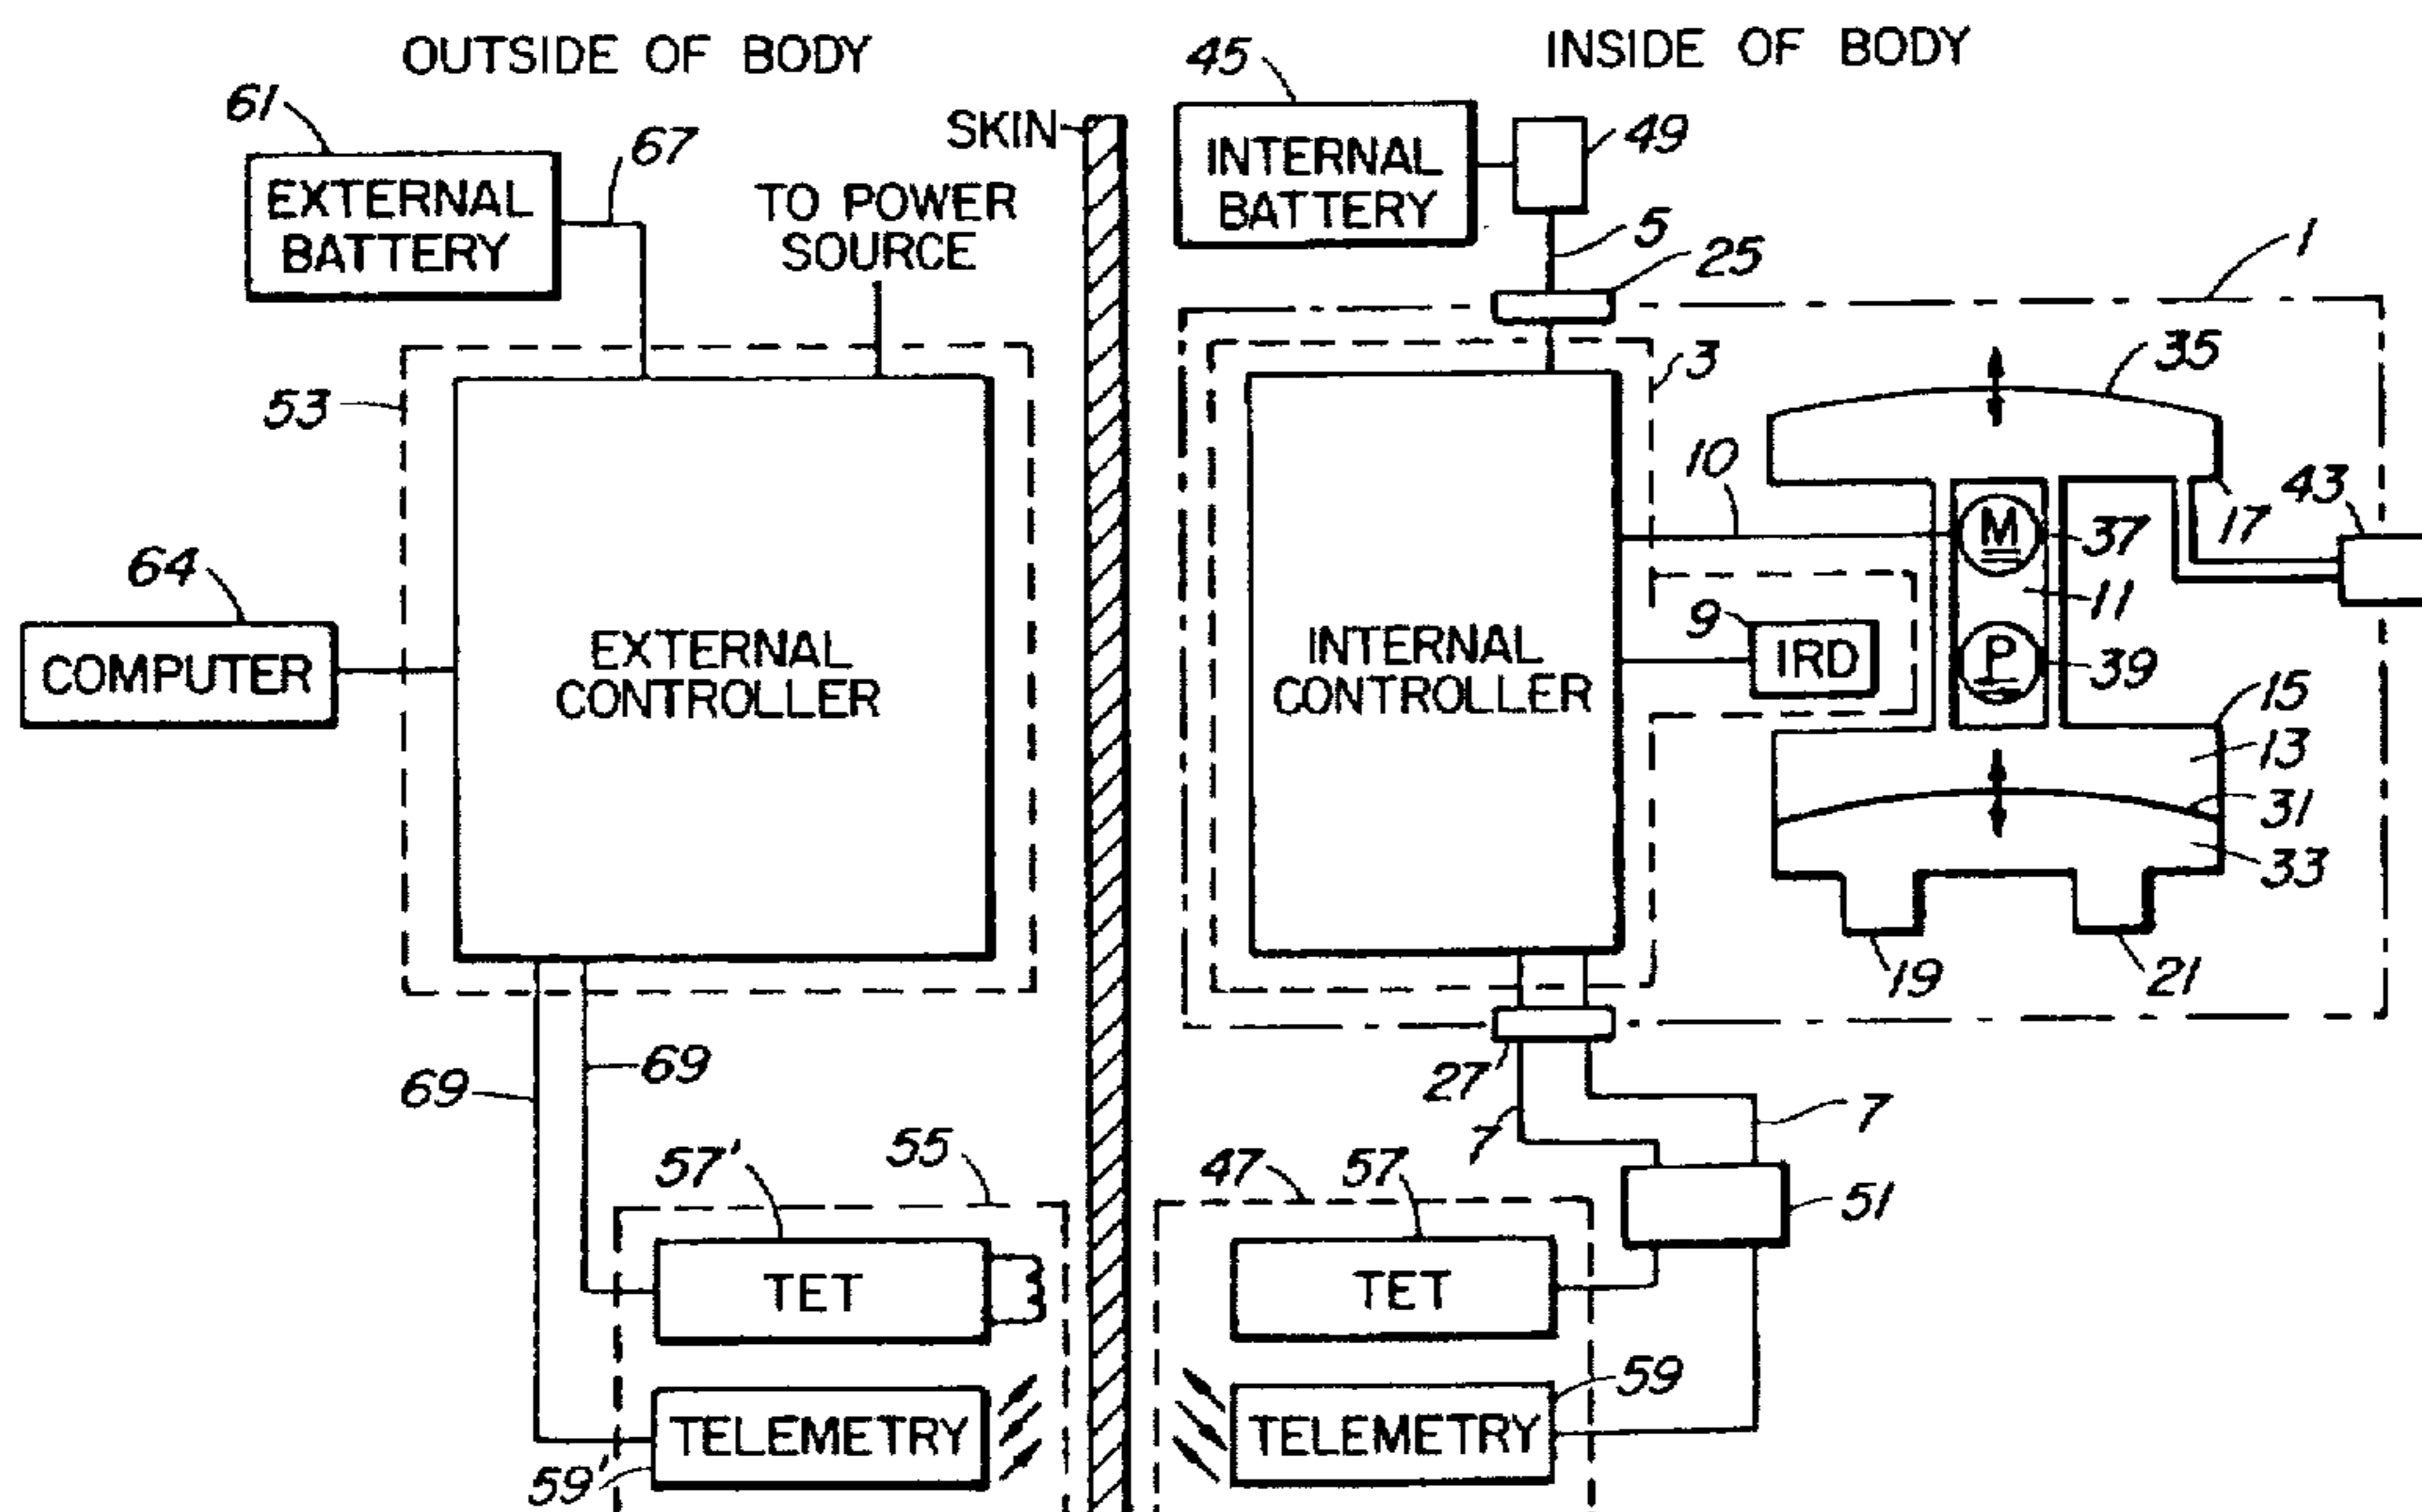 OUTSIDE OF BODY
INSIDE OF BODY
61
EXTERNAL
BATTERY
67
TO POWER
SOURCE
SKIN
45
INTERNAL
BATTERY
49
5
25
1
53
3
35
10
17
43
M
37
11
64
COMPUTER
EXTERNAL
CONTROLLER
INTERNAL
CONTROLLER
9
IRD
P
39
15
13
31
33
19
21
69
69
27
7
7
57'
55
47
57
51
TET
TET
59
TELEMETRY
TELEMETRY
59'